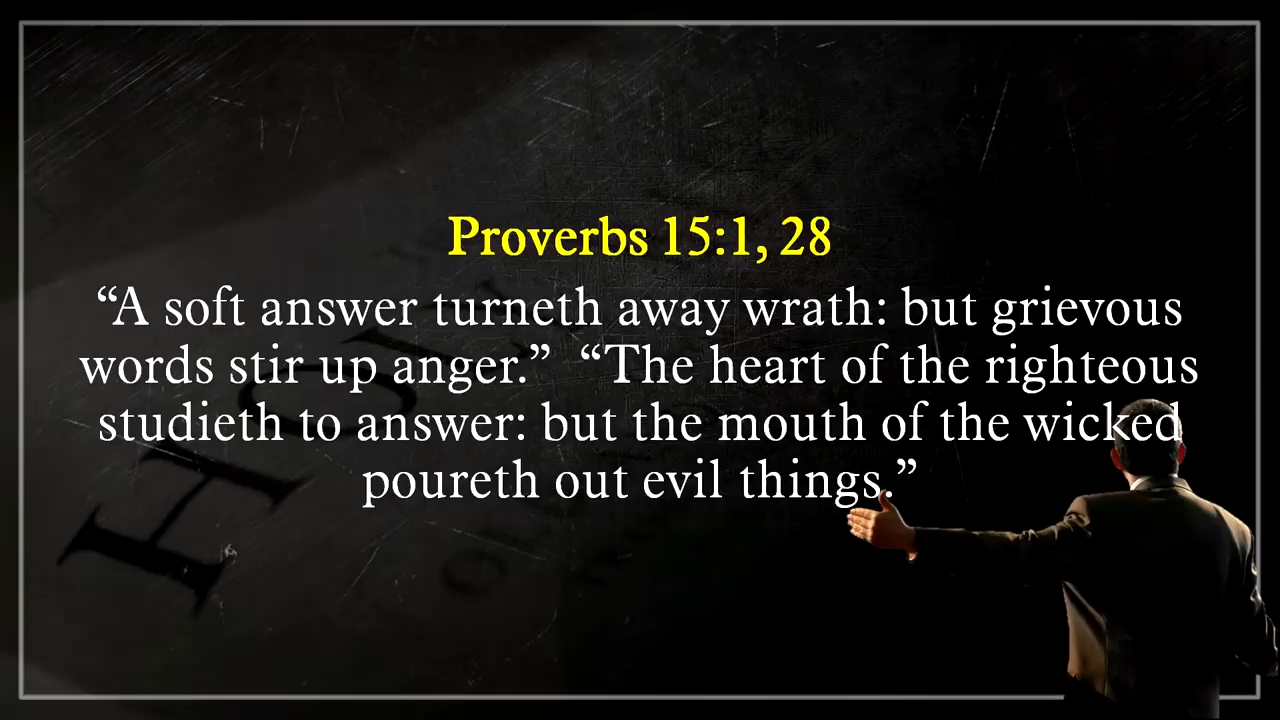 Proverbs 15:1, 28
“A soft answer turneth away wrath: but grievous
words stir up anger.”  “The heart of the righteous
studieth to answer: but the mouth of the wicked
poureth out evil things.”
HOLY